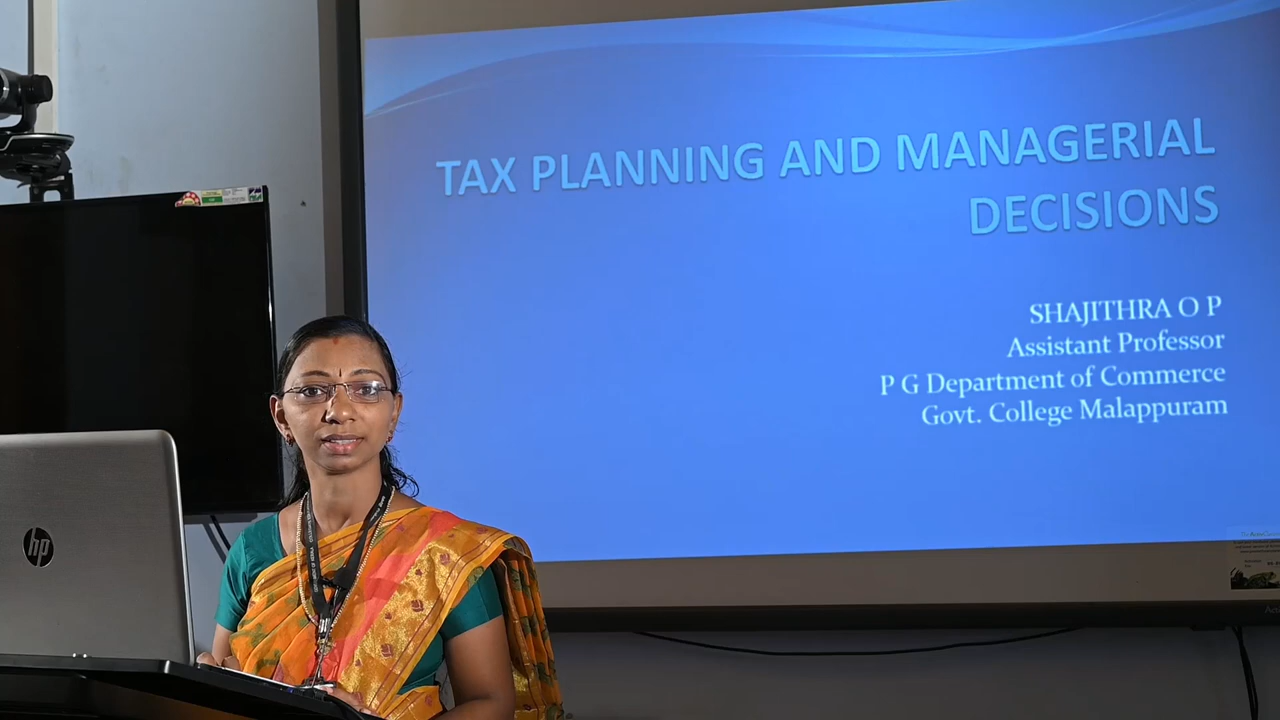 TAX PLANNING AND MANAGERIAL
DECISIONS
SHAJITHRA O P
Assistant Professor
P G Department of Commerce
Govt. College Malappuram
hp